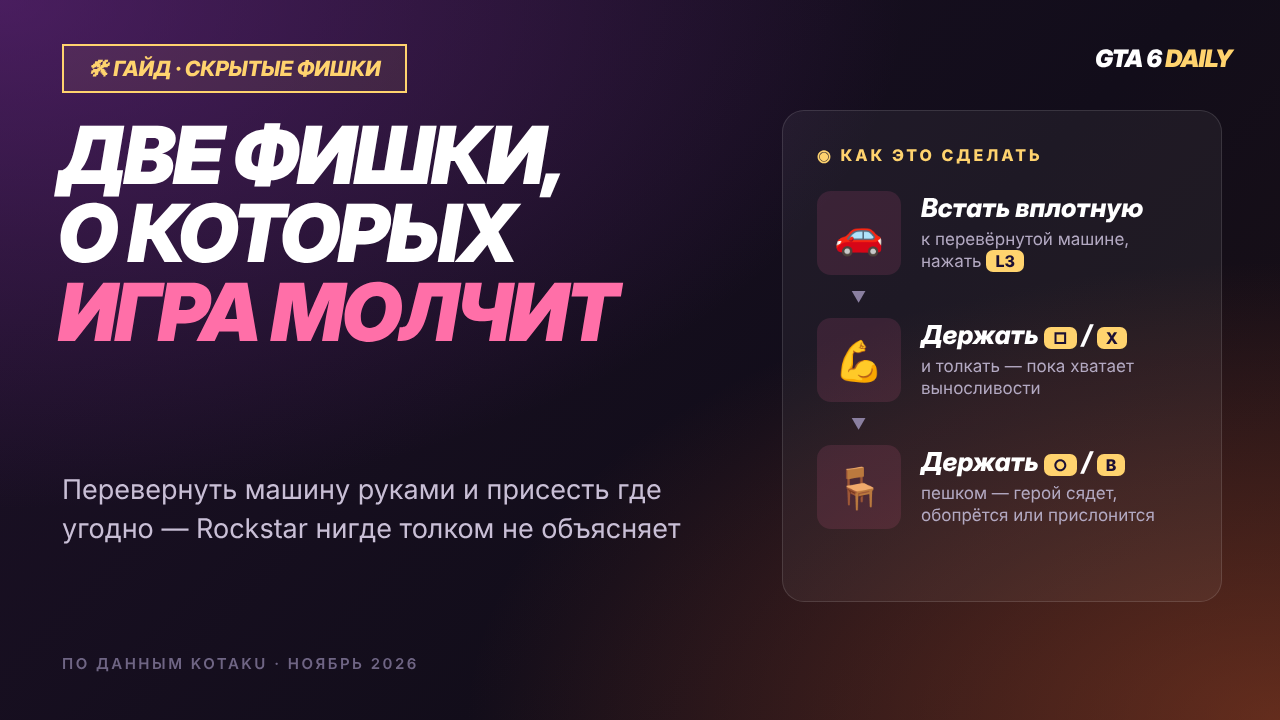 🛠 ГАЙД · СКРЫТЫЕ ФИШКИ
GTA 6 DAILY
ДВЕ ФИШКИ,
О КОТОРЫХ
ИГРА МОЛЧИТ
Перевернуть машину руками и присесть где
угодно — Rockstar нигде толком не объясняет
ПО ДАННЫМ KOTAKU · НОЯБРЬ 2026
◉ КАК ЭТО СДЕЛАТЬ
Встать вплотную
к перевёрнутой машине,
нажать L3
▼
Держать □ / X
и толкать — пока хватает
выносливости
▼
Держать ○ / B
пешком — герой сядет,
обопрётся или прислонится